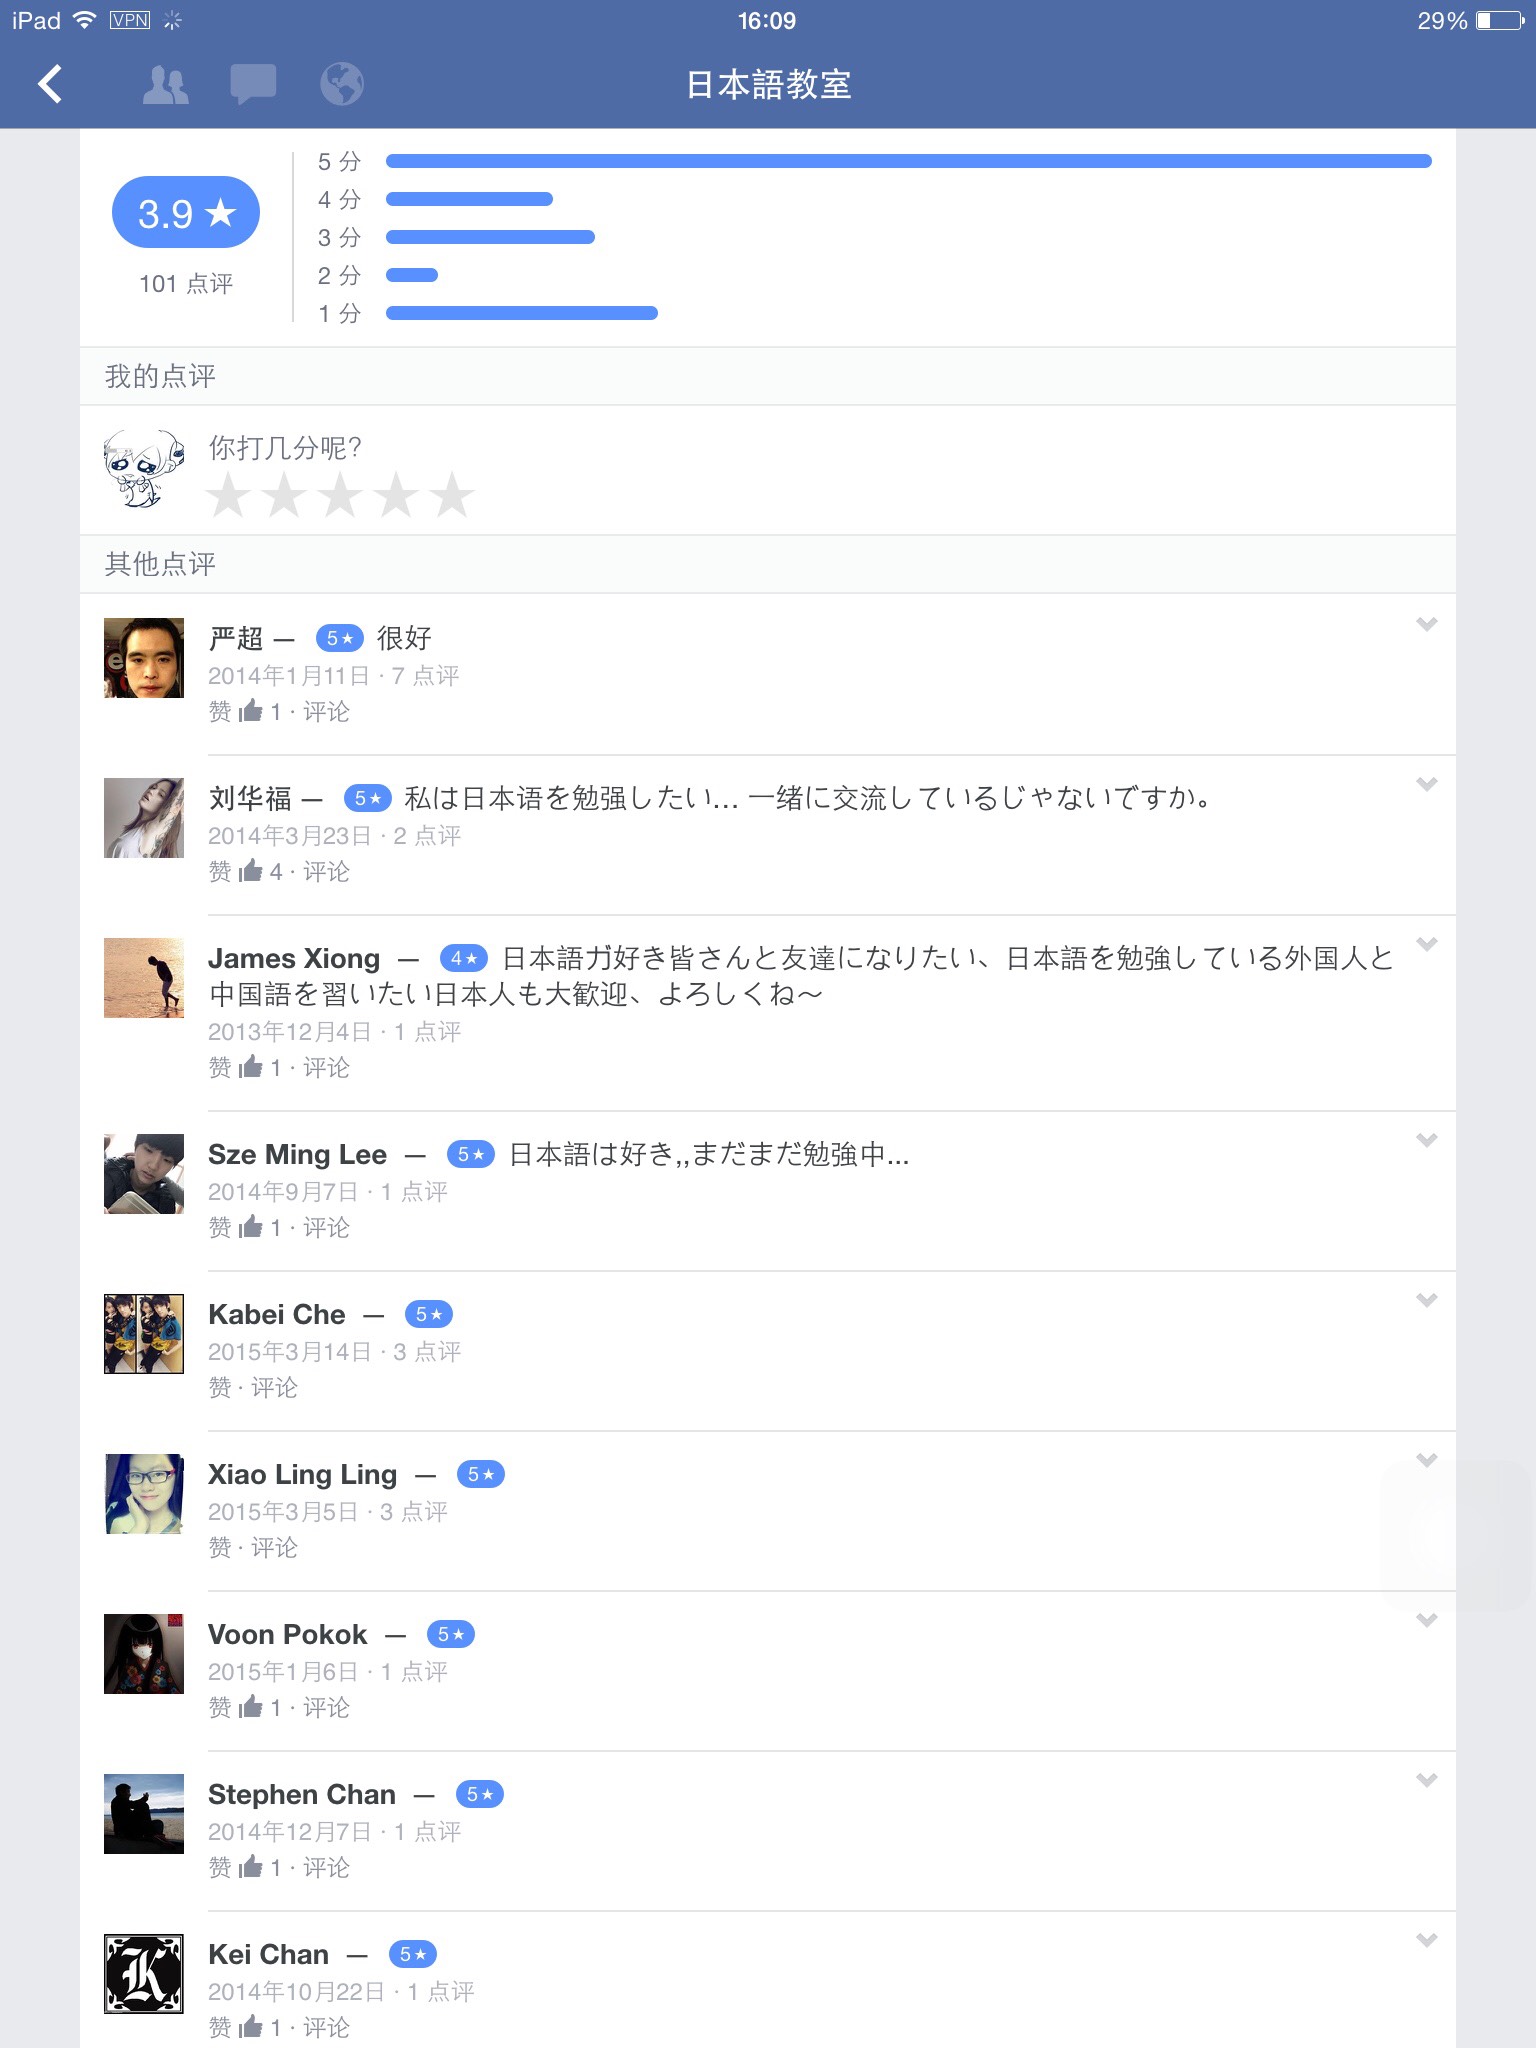 iPad VPN 16:09 29%
日本語教室
3.9 ★
101 点评
5 分
4 分
3 分
2 分
1 分
我的点评
你打几分呢?
其他点评
严超 — 5★ 很好
2014年1月11日 · 7 点评
赞 1 · 评论
刘华福 — 5★ 私は日本语を勉强したい... 一绪に交流しているじゃないですか。
2014年3月23日 · 2 点评
赞 4 · 评论
James Xiong — 4★ 日本語ガ好き皆さんと友達になりたい、日本語を勉強している外国人と
中国語を習いたい日本人も大歓迎、よろしくね〜
2013年12月4日 · 1 点评
赞 1 · 评论
Sze Ming Lee — 5★ 日本語は好き,,まだまだ勉強中...
2014年9月7日 · 1 点评
赞 1 · 评论
Kabei Che — 5★
2015年3月14日 · 3 点评
赞 · 评论
Xiao Ling Ling — 5★
2015年3月5日 · 3 点评
赞 · 评论
Voon Pokok — 5★
2015年1月6日 · 1 点评
赞 1 · 评论
Stephen Chan — 5★
2014年12月7日 · 1 点评
赞 1 · 评论
Kei Chan — 5★
2014年10月22日 · 1 点评
赞 1 · 评论